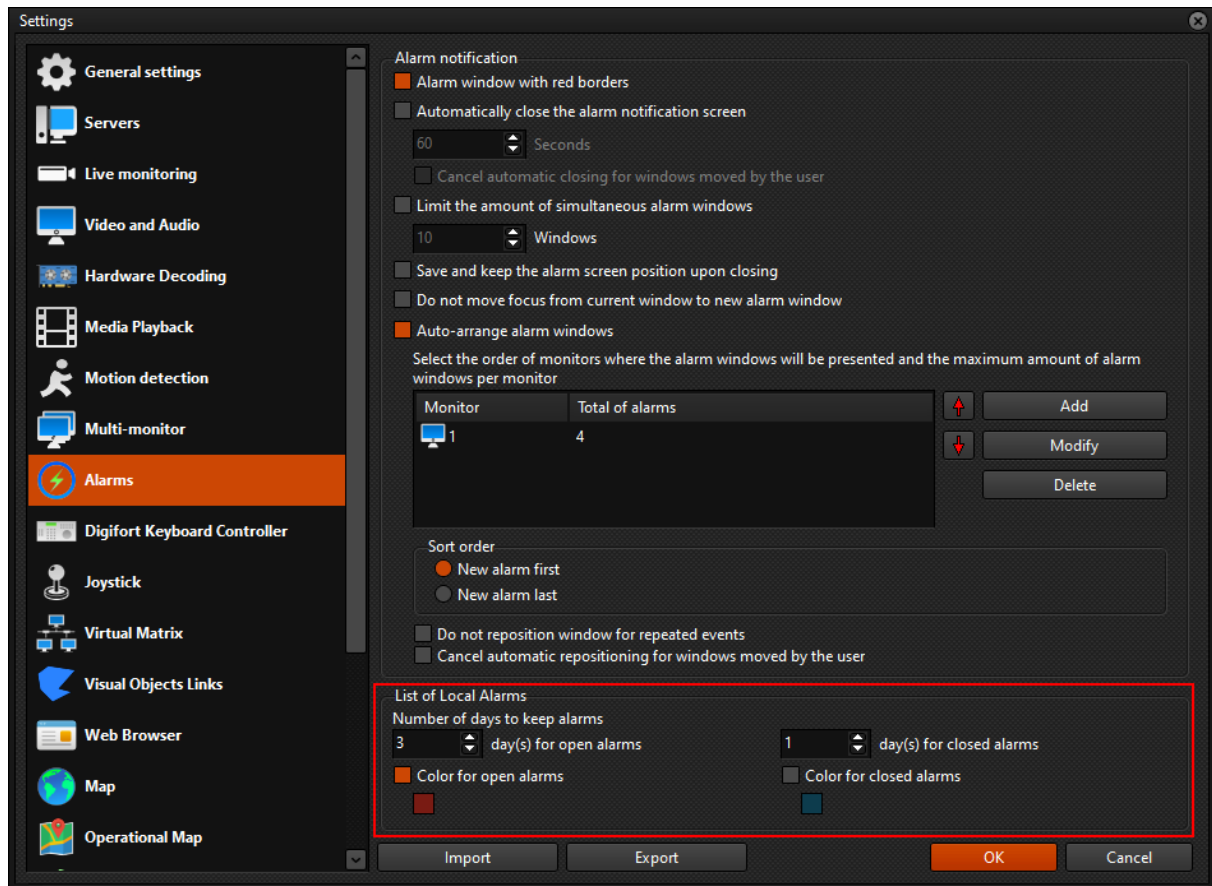 Settings
General settings
Servers
Live monitoring
Video and Audio
Hardware Decoding
Media Playback
Motion detection
Multi-monitor
Alarms
Digifort Keyboard Controller
Joystick
Virtual Matrix
Visual Objects Links
Web Browser
Map
Operational Map
Alarm notification
Alarm window with red borders
Automatically close the alarm notification screen
60 Seconds
Cancel automatic closing for windows moved by the user
Limit the amount of simultaneous alarm windows
10 Windows
Save and keep the alarm screen position upon closing
Do not move focus from current window to new alarm window
Auto-arrange alarm windows
Select the order of monitors where the alarm windows will be presented and the maximum amount of alarm
windows per monitor
Monitor Total of alarms
1 4
Add
Modify
Delete
Sort order
New alarm first
New alarm last
Do not reposition window for repeated events
Cancel automatic repositioning for windows moved by the user
List of Local Alarms
Number of days to keep alarms
3 day(s) for open alarms 1 day(s) for closed alarms
Color for open alarms Color for closed alarms
Import Export OK Cancel